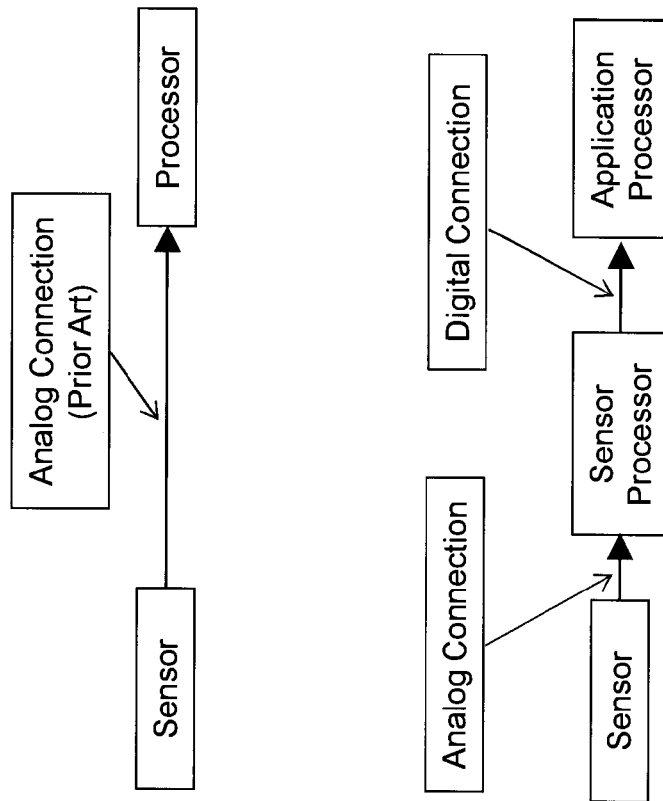 Analog Connection
(Prior Art)
Sensor
Processor
Analog Connection
Digital Connection
Sensor
Sensor
Processor
Application
Processor